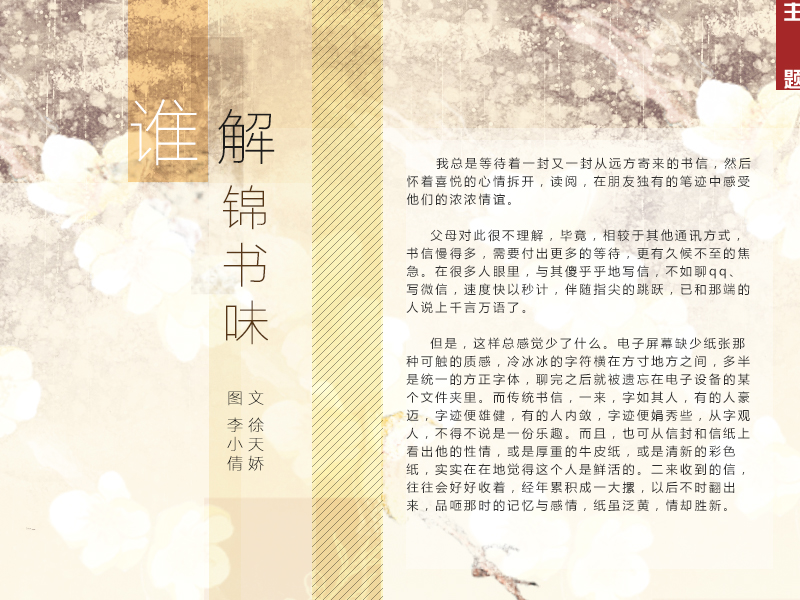 主
题
谁
解
锦
书
味
文 徐天娇
图 李小倩
我总是等待着一封又一封从远方寄来的书信，然后
怀着喜悦的心情拆开，读阅，在朋友独有的笔迹中感受
他们的浓浓情谊。
父母对此很不理解，毕竟，相较于其他通讯方式，
书信慢得多，需要付出更多的等待，更有久候不至的焦
急。在很多人眼里，与其傻乎乎地写信，不如聊qq、
写微信，速度快以秒计，伴随指尖的跳跃，已和那端的
人说上千言万语了。
但是，这样总感觉少了什么。电子屏幕缺少纸张那
种可触的质感，冷冰冰的字符横在方寸地方之间，多半
是统一的方正字体，聊完之后就被遗忘在电子设备的某
个文件夹里。而传统书信，一来，字如其人，有的人豪
迈，字迹便雄健，有的人内敛，字迹便娟秀些，从字观
人，不得不说是一份乐趣。而且，也可从信封和信纸上
看出他的性情，或是厚重的牛皮纸，或是清新的彩色
纸，实实在在地觉得这个人是鲜活的。二来收到的信，
往往会好好收着，经年累积成一大摞，以后不时翻出
来，品咂那时的记忆与感情，纸虽泛黄，情却胜新。